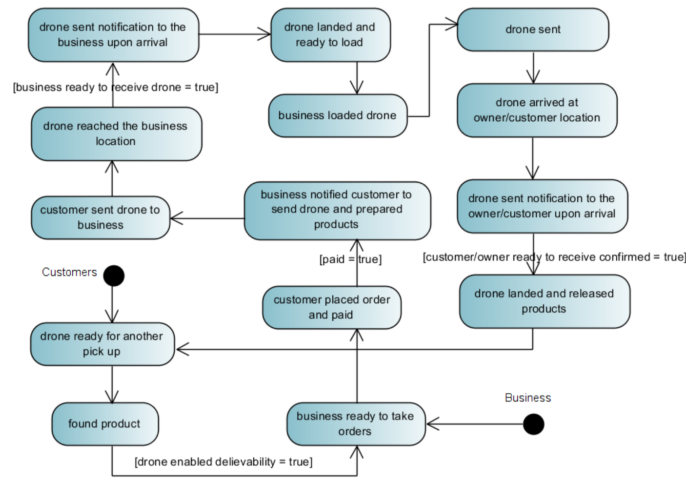 drone sent notification to the
business upon arrival
drone landed and
ready to load
drone sent
[business ready to receive drone = true]
business loaded drone
drone arrived at
owner/customer location
drone reached the business
location
business notified customer to
send drone and prepared
products
drone sent notification to the
owner/customer upon arrival
customer sent drone to
business
[paid = true]
[customer/owner ready to receive confirmed = true]
Customers
customer placed order
and paid
drone landed and released
products
drone ready for another
pick up
Business
found product
business ready to take
orders
[drone enabled delievability = true]